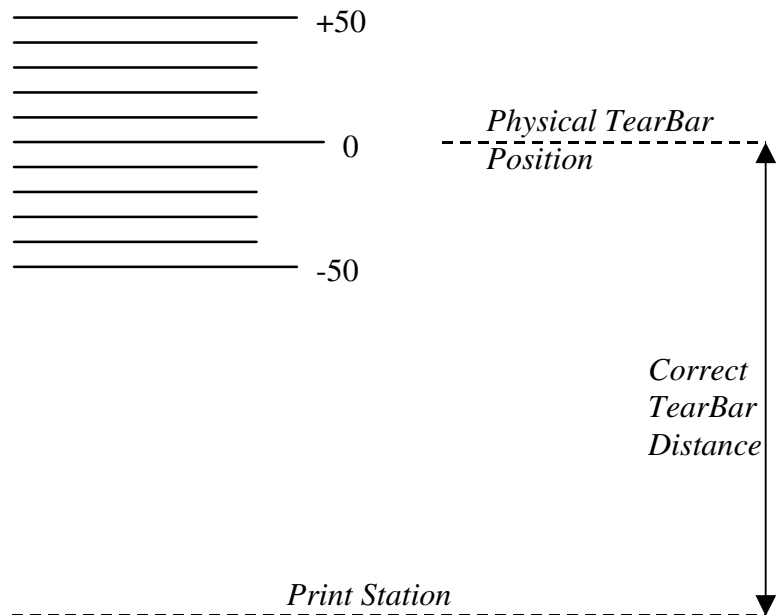 +50
Physical TearBar
0
Position
-50
Correct
TearBar
Distance
Print Station